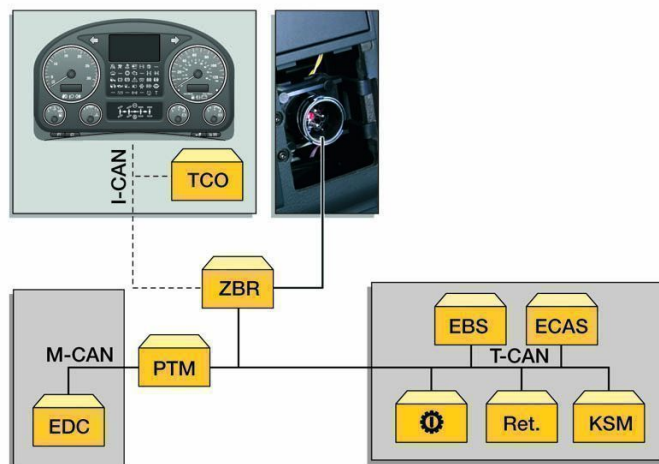 I-CAN
TCO
ZBR
M-CAN
PTM
EDC
EBS
ECAS
T-CAN
Ret.
KSM